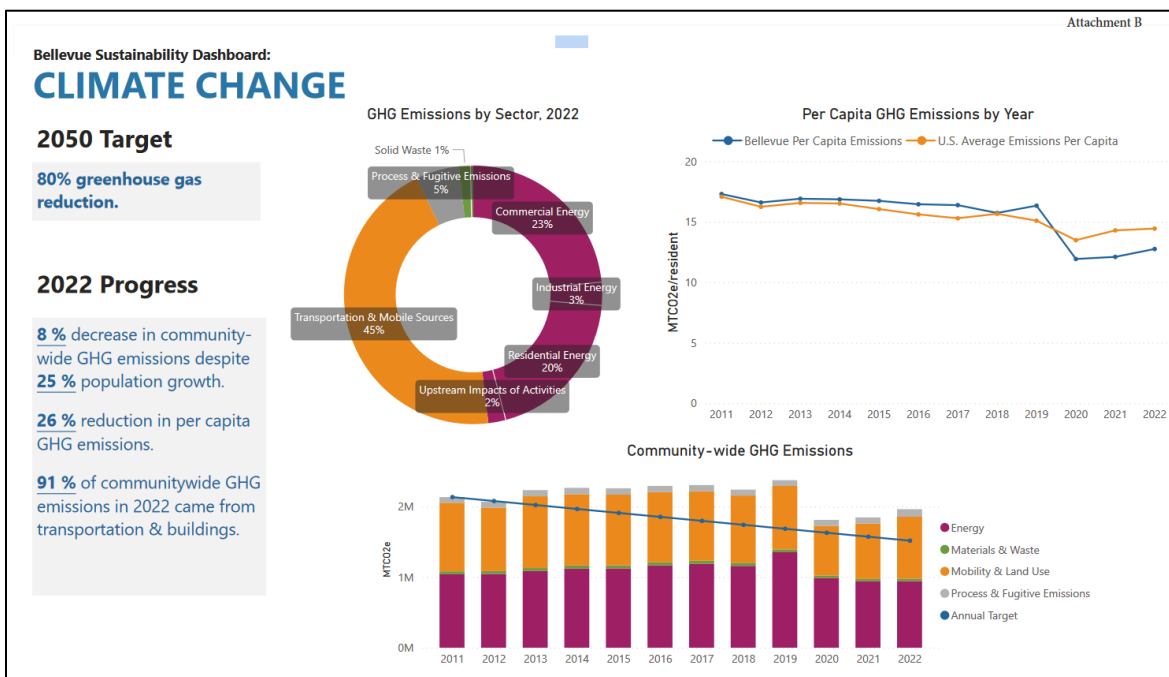 Attachment B
Bellevue Sustainability Dashboard:
CLIMATE CHANGE
2050 Target
80% greenhouse gas
reduction.
2022 Progress
8 % decrease in community-
wide GHG emissions despite
25 % population growth.
26 % reduction in per capita
GHG emissions.
91 % of communitywide GHG
emissions in 2022 came from
transportation & buildings.
GHG Emissions by Sector, 2022
Solid Waste 1%
Process & Fugitive Emissions
5%
Commercial Energy
23%
Industrial Energy
3%
Transportation & Mobile Sources
45%
Residential Energy
20%
Upstream Impacts of Activities
2%
Per Capita GHG Emissions by Year
Bellevue Per Capita Emissions
U.S. Average Emissions Per Capita
MTCO2e/resident
20
15
10
5
0
2011 2012 2013 2014 2015 2016 2017 2018 2019 2020 2021 2022
Community-wide GHG Emissions
MTCO2e
2M
1M
0M
2011 2012 2013 2014 2015 2016 2017 2018 2019 2020 2021 2022
Energy
Materials & Waste
Mobility & Land Use
Process & Fugitive Emissions
Annual Target